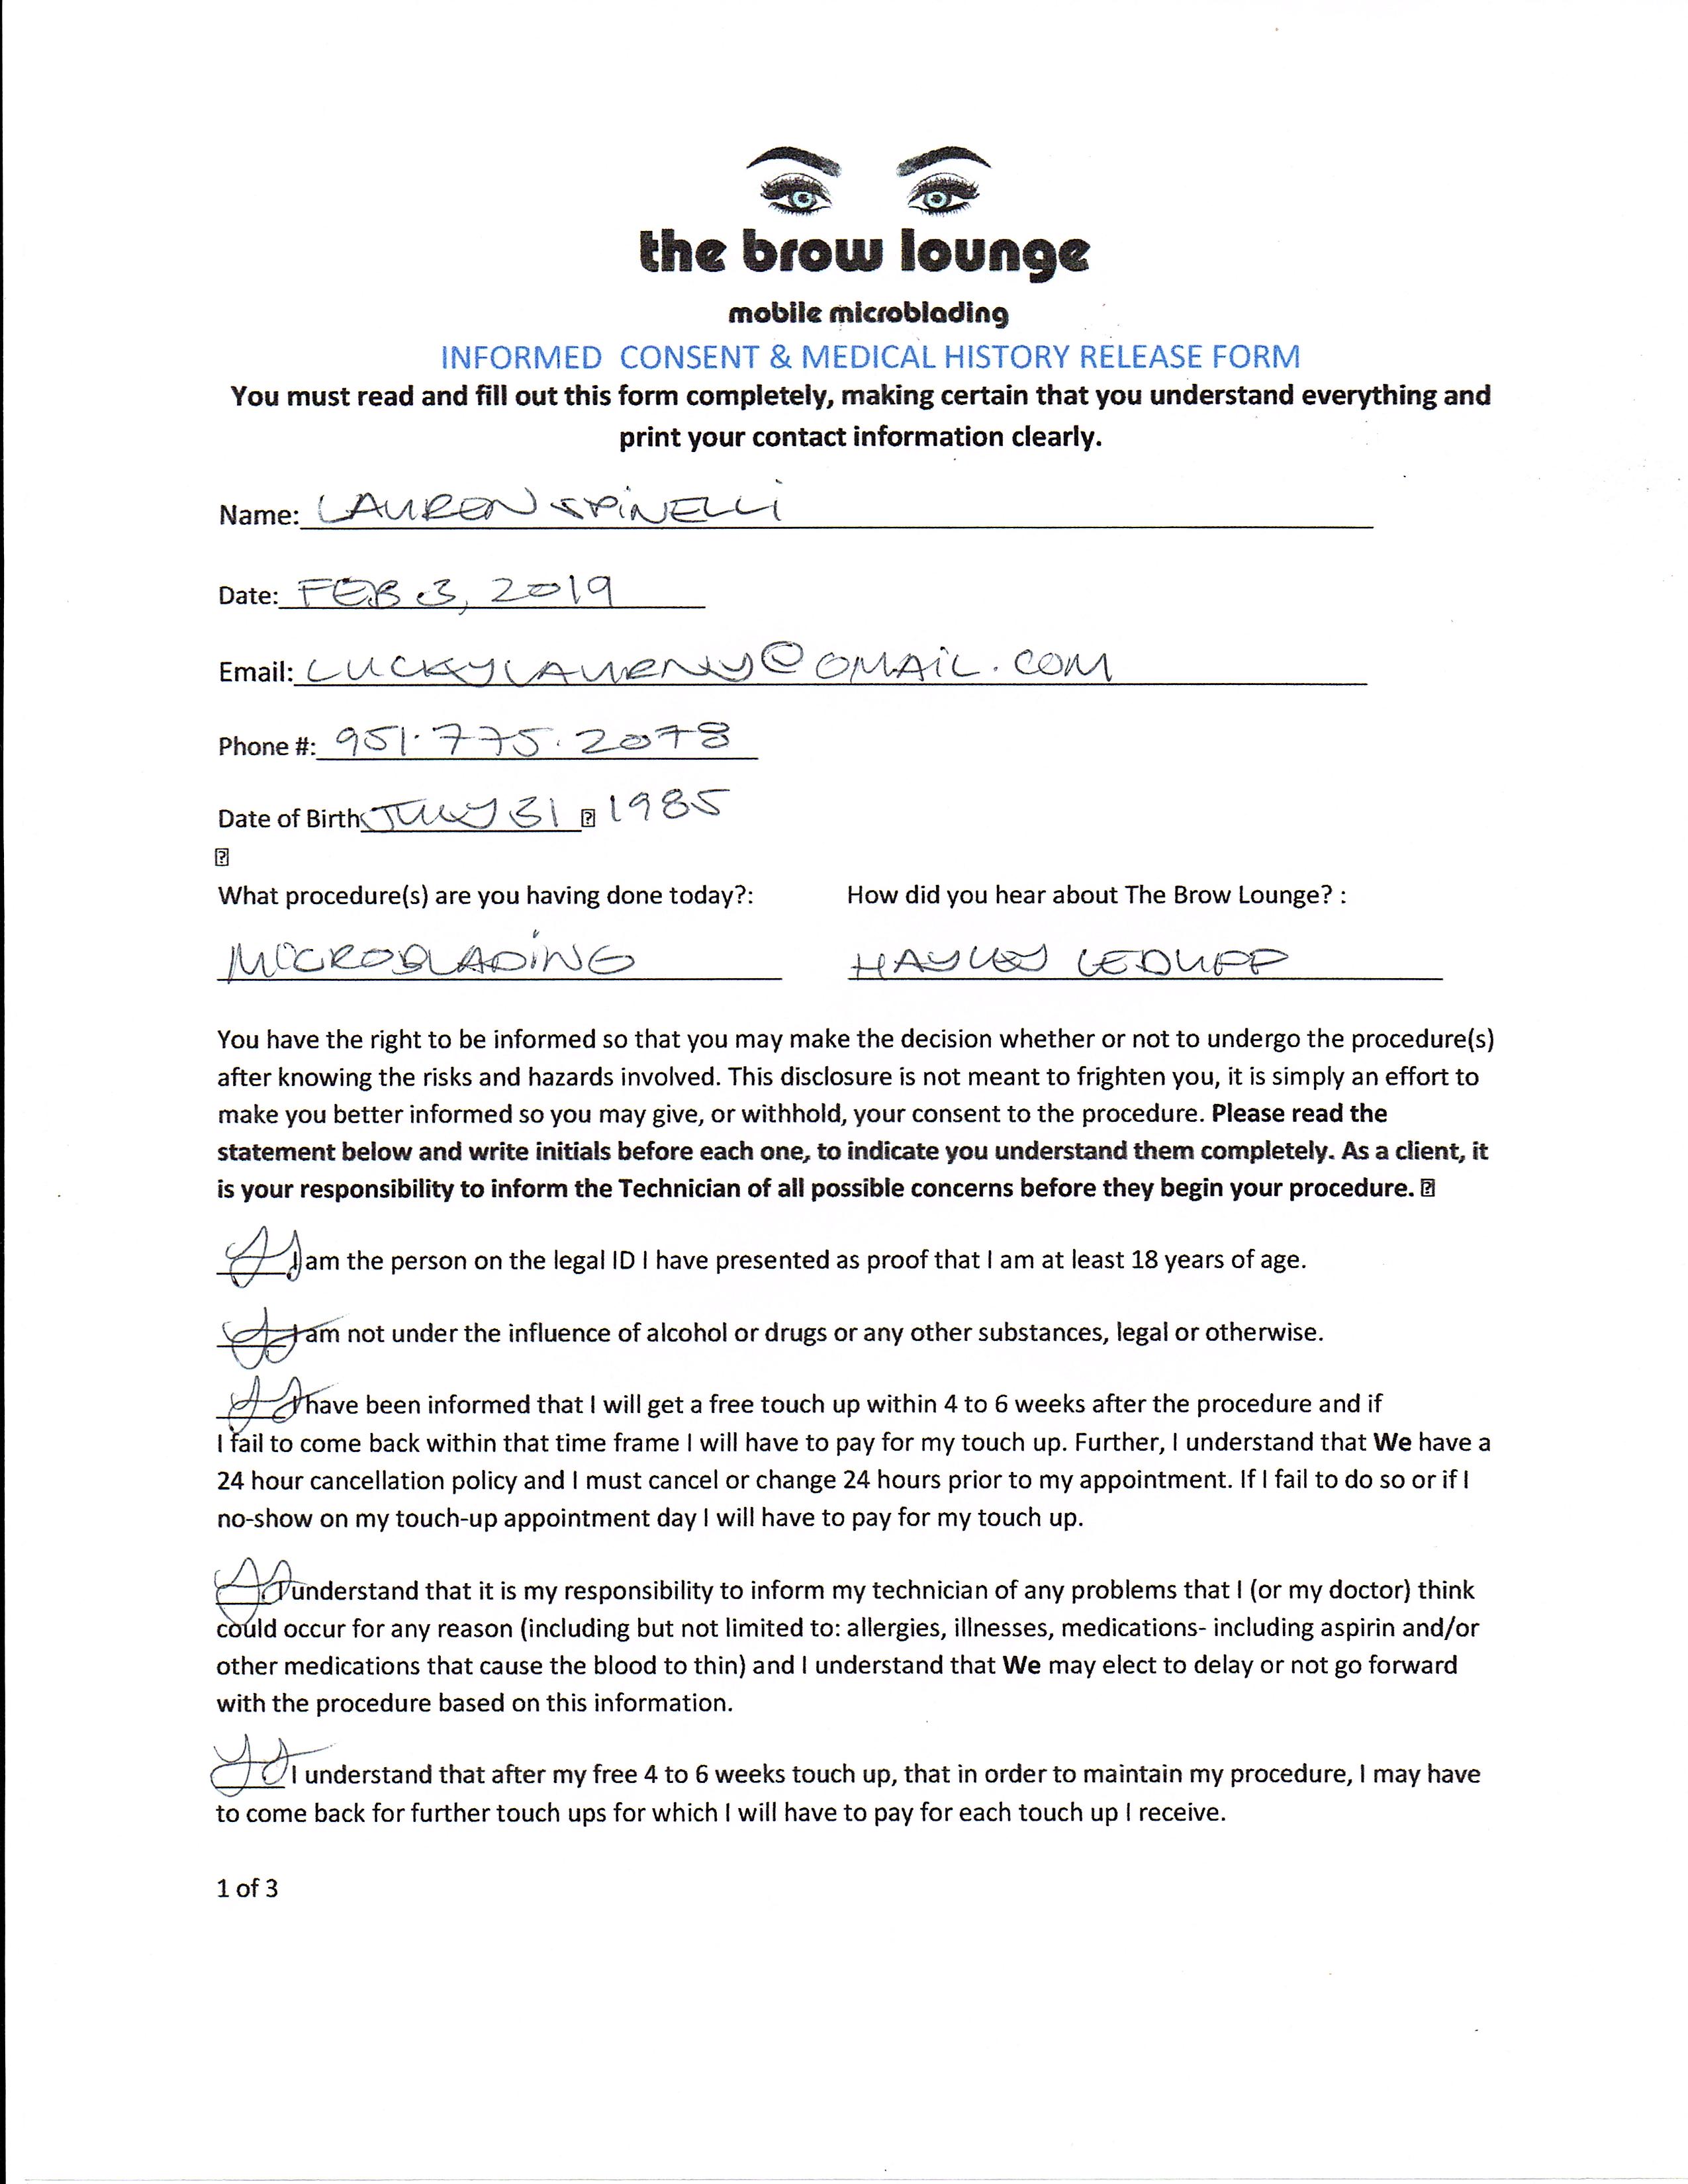 the brow lounge
mobile microblading
INFORMED CONSENT & MEDICAL HISTORY RELEASE FORM
You must read and fill out this form completely, making certain that you understand everything and
print your contact information clearly.
Name: LAUREN SPINELLI
Date: FEB 3, 2019
Email: @GMAIL.COM
Phone #: 951.775.2078
Date of Birth JULY 31 1985
What procedure(s) are you having done today?: How did you hear about The Brow Lounge? :
MICROBLADING HAYLEY LEDUFF
You have the right to be informed so that you may make the decision whether or not to undergo the procedure(s)
after knowing the risks and hazards involved. This disclosure is not meant to frighten you, it is simply an effort to
make you better informed so you may give, or withhold, your consent to the procedure. Please read the
statement below and write initials before each one, to indicate you understand them completely. As a client, it
is your responsibility to inform the Technician of all possible concerns before they begin your procedure.
I am the person on the legal ID I have presented as proof that I am at least 18 years of age.
I am not under the influence of alcohol or drugs or any other substances, legal or otherwise.
I have been informed that I will get a free touch up within 4 to 6 weeks after the procedure and if
I fail to come back within that time frame I will have to pay for my touch up. Further, I understand that We have a
24 hour cancellation policy and I must cancel or change 24 hours prior to my appointment. If I fail to do so or if I
no-show on my touch-up appointment day I will have to pay for my touch up.
I understand that it is my responsibility to inform my technician of any problems that I (or my doctor) think
could occur for any reason (including but not limited to: allergies, illnesses, medications- including aspirin and/or
other medications that cause the blood to thin) and I understand that We may elect to delay or not go forward
with the procedure based on this information.
I understand that after my free 4 to 6 weeks touch up, that in order to maintain my procedure, I may have
to come back for further touch ups for which I will have to pay for each touch up I receive.
1 of 3